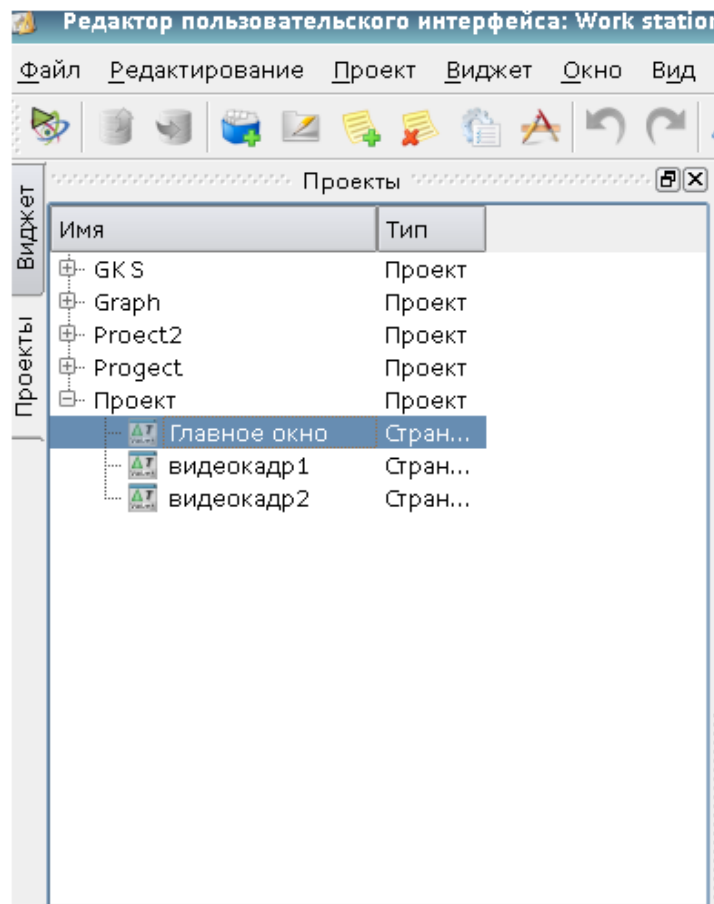 Редактор пользовательского интерфейса: Work station
Файл Редактирование Проект Виджет Окно Вид
Проекты
Виджет
Проекты
Имя Тип
GKS Проект
Graph Проект
Proect2 Проект
Progect Проект
Проект Проект
Главное окно Стран...
видеокадр1 Стран...
видеокадр2 Стран...